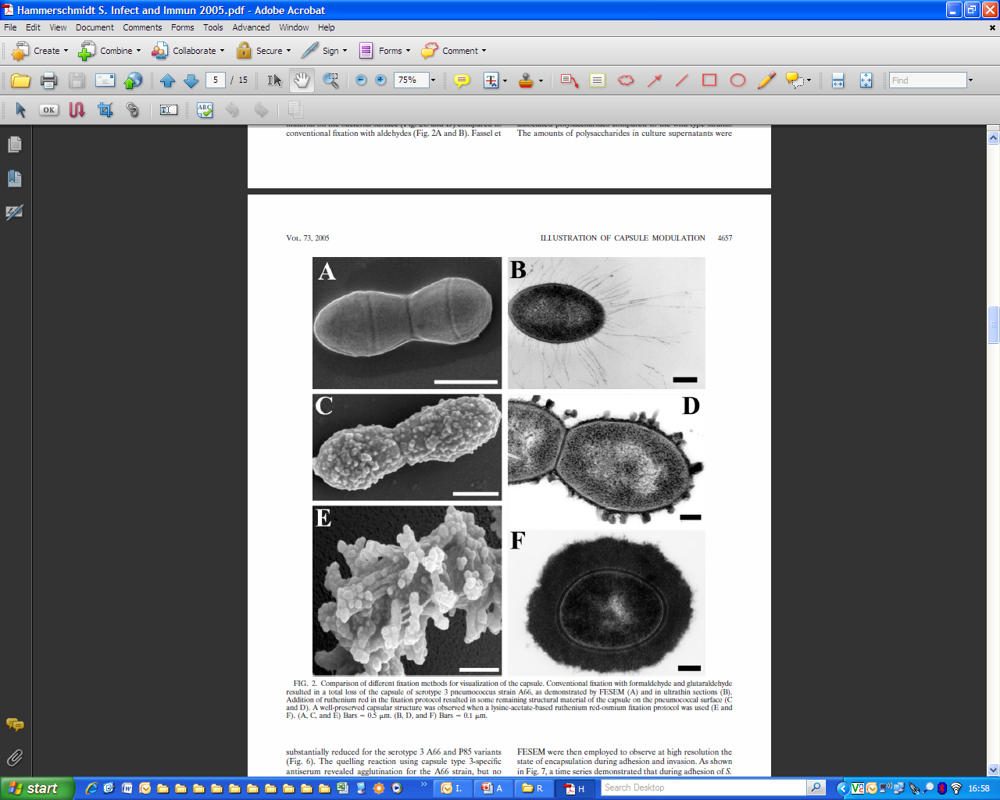 Hammerschmidt S. Infect and Immun 2005.pdf - Adobe Acrobat
File Edit View Document Comments Forms Tools Advanced Window Help
Create Combine Collaborate Secure Sign Forms Comment
5 / 15 75% Find
OK ABC
conventional fixation with aldehydes (Fig. 2A and B). Fassel et
The amounts of polysaccharides in culture supernatants were
VOL. 73, 2005 ILLUSTRATION OF CAPSULE MODULATION 4657
A B
C D
E F
FIG. 2. Comparison of different fixation methods for visualization of the capsule. Conventional fixation with formaldehyde and glutaraldehyde
resulted in a total loss of the capsule of serotype 3 pneumococcus strain A66, as demonstrated by FESEM (A) and in ultrathin sections (B).
Addition of ruthenium red in the fixation protocol resulted in some remaining structural material of the capsule on the pneumococcal surface (C
and D). A well-preserved capsular structure was observed when a lysine-acetate-based ruthenium red-osmium fixation protocol was used (E and
F). (A, C, and E) Bars = 0.5 μm. (B, D, and F) Bars = 0.1 μm.
substantially reduced for the serotype 3 A66 and P85 variants
(Fig. 6). The quelling reaction using capsule type 3-specific
antiserum revealed agglutination for the A66 strain, but no
FESEM were then employed to observe at high resolution the
state of encapsulation during adhesion and invasion. As shown
in Fig. 7, a time series demonstrated that during adhesion of S.
start I. A R H Search Desktop 16:58